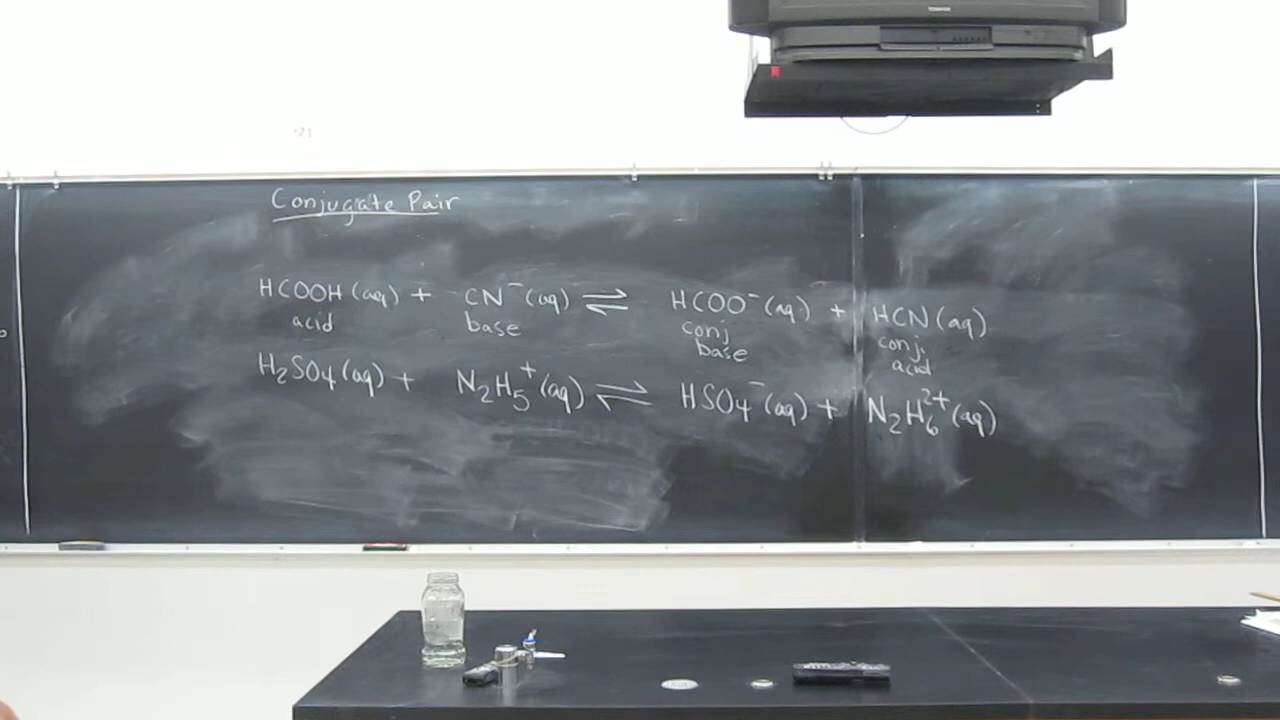 TOSHIBA
Conjugate Pair
HCOOH (aq) + CN⁻ (aq) ⇌ HCOO⁻ (aq) + HCN (aq)
acid base conj base conj. acid
H₂SO₄ (aq) + N₂H₅⁺ (aq) ⇌ HSO₄⁻ (aq) + N₂H₆²⁺ (aq)